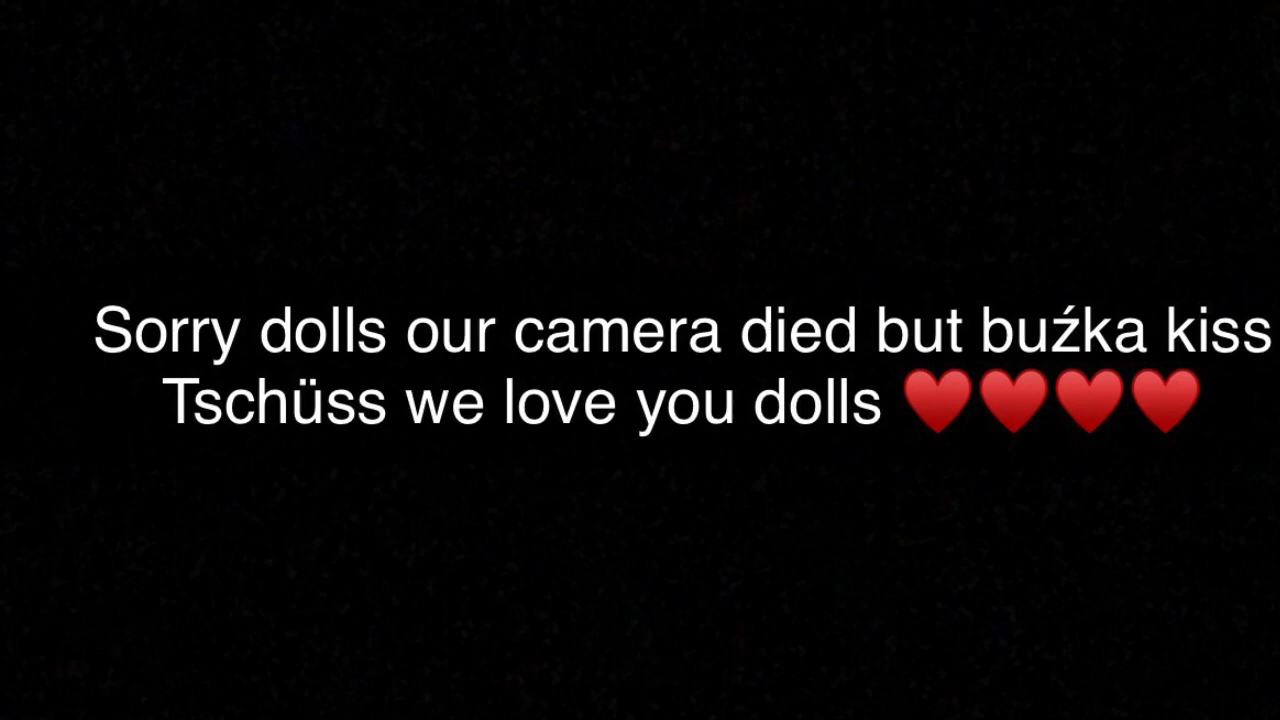 Sorry dolls our camera died but buźka kiss
Tschüss we love you dolls ♥️♥️♥️♥️